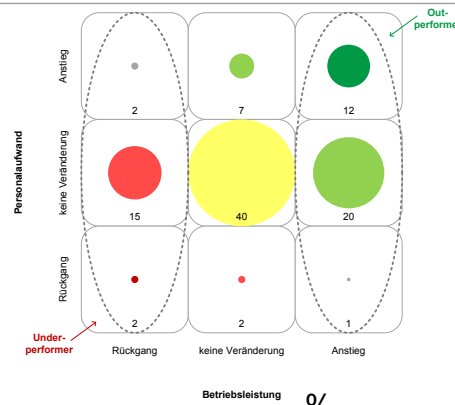 Out-
performer
Anstieg
2
7
12
Personalaufwand
keine Veränderung
15
40
20
Rückgang
2
2
1
Under-
performer
Rückgang
keine Veränderung
Anstieg
Betriebsleistung